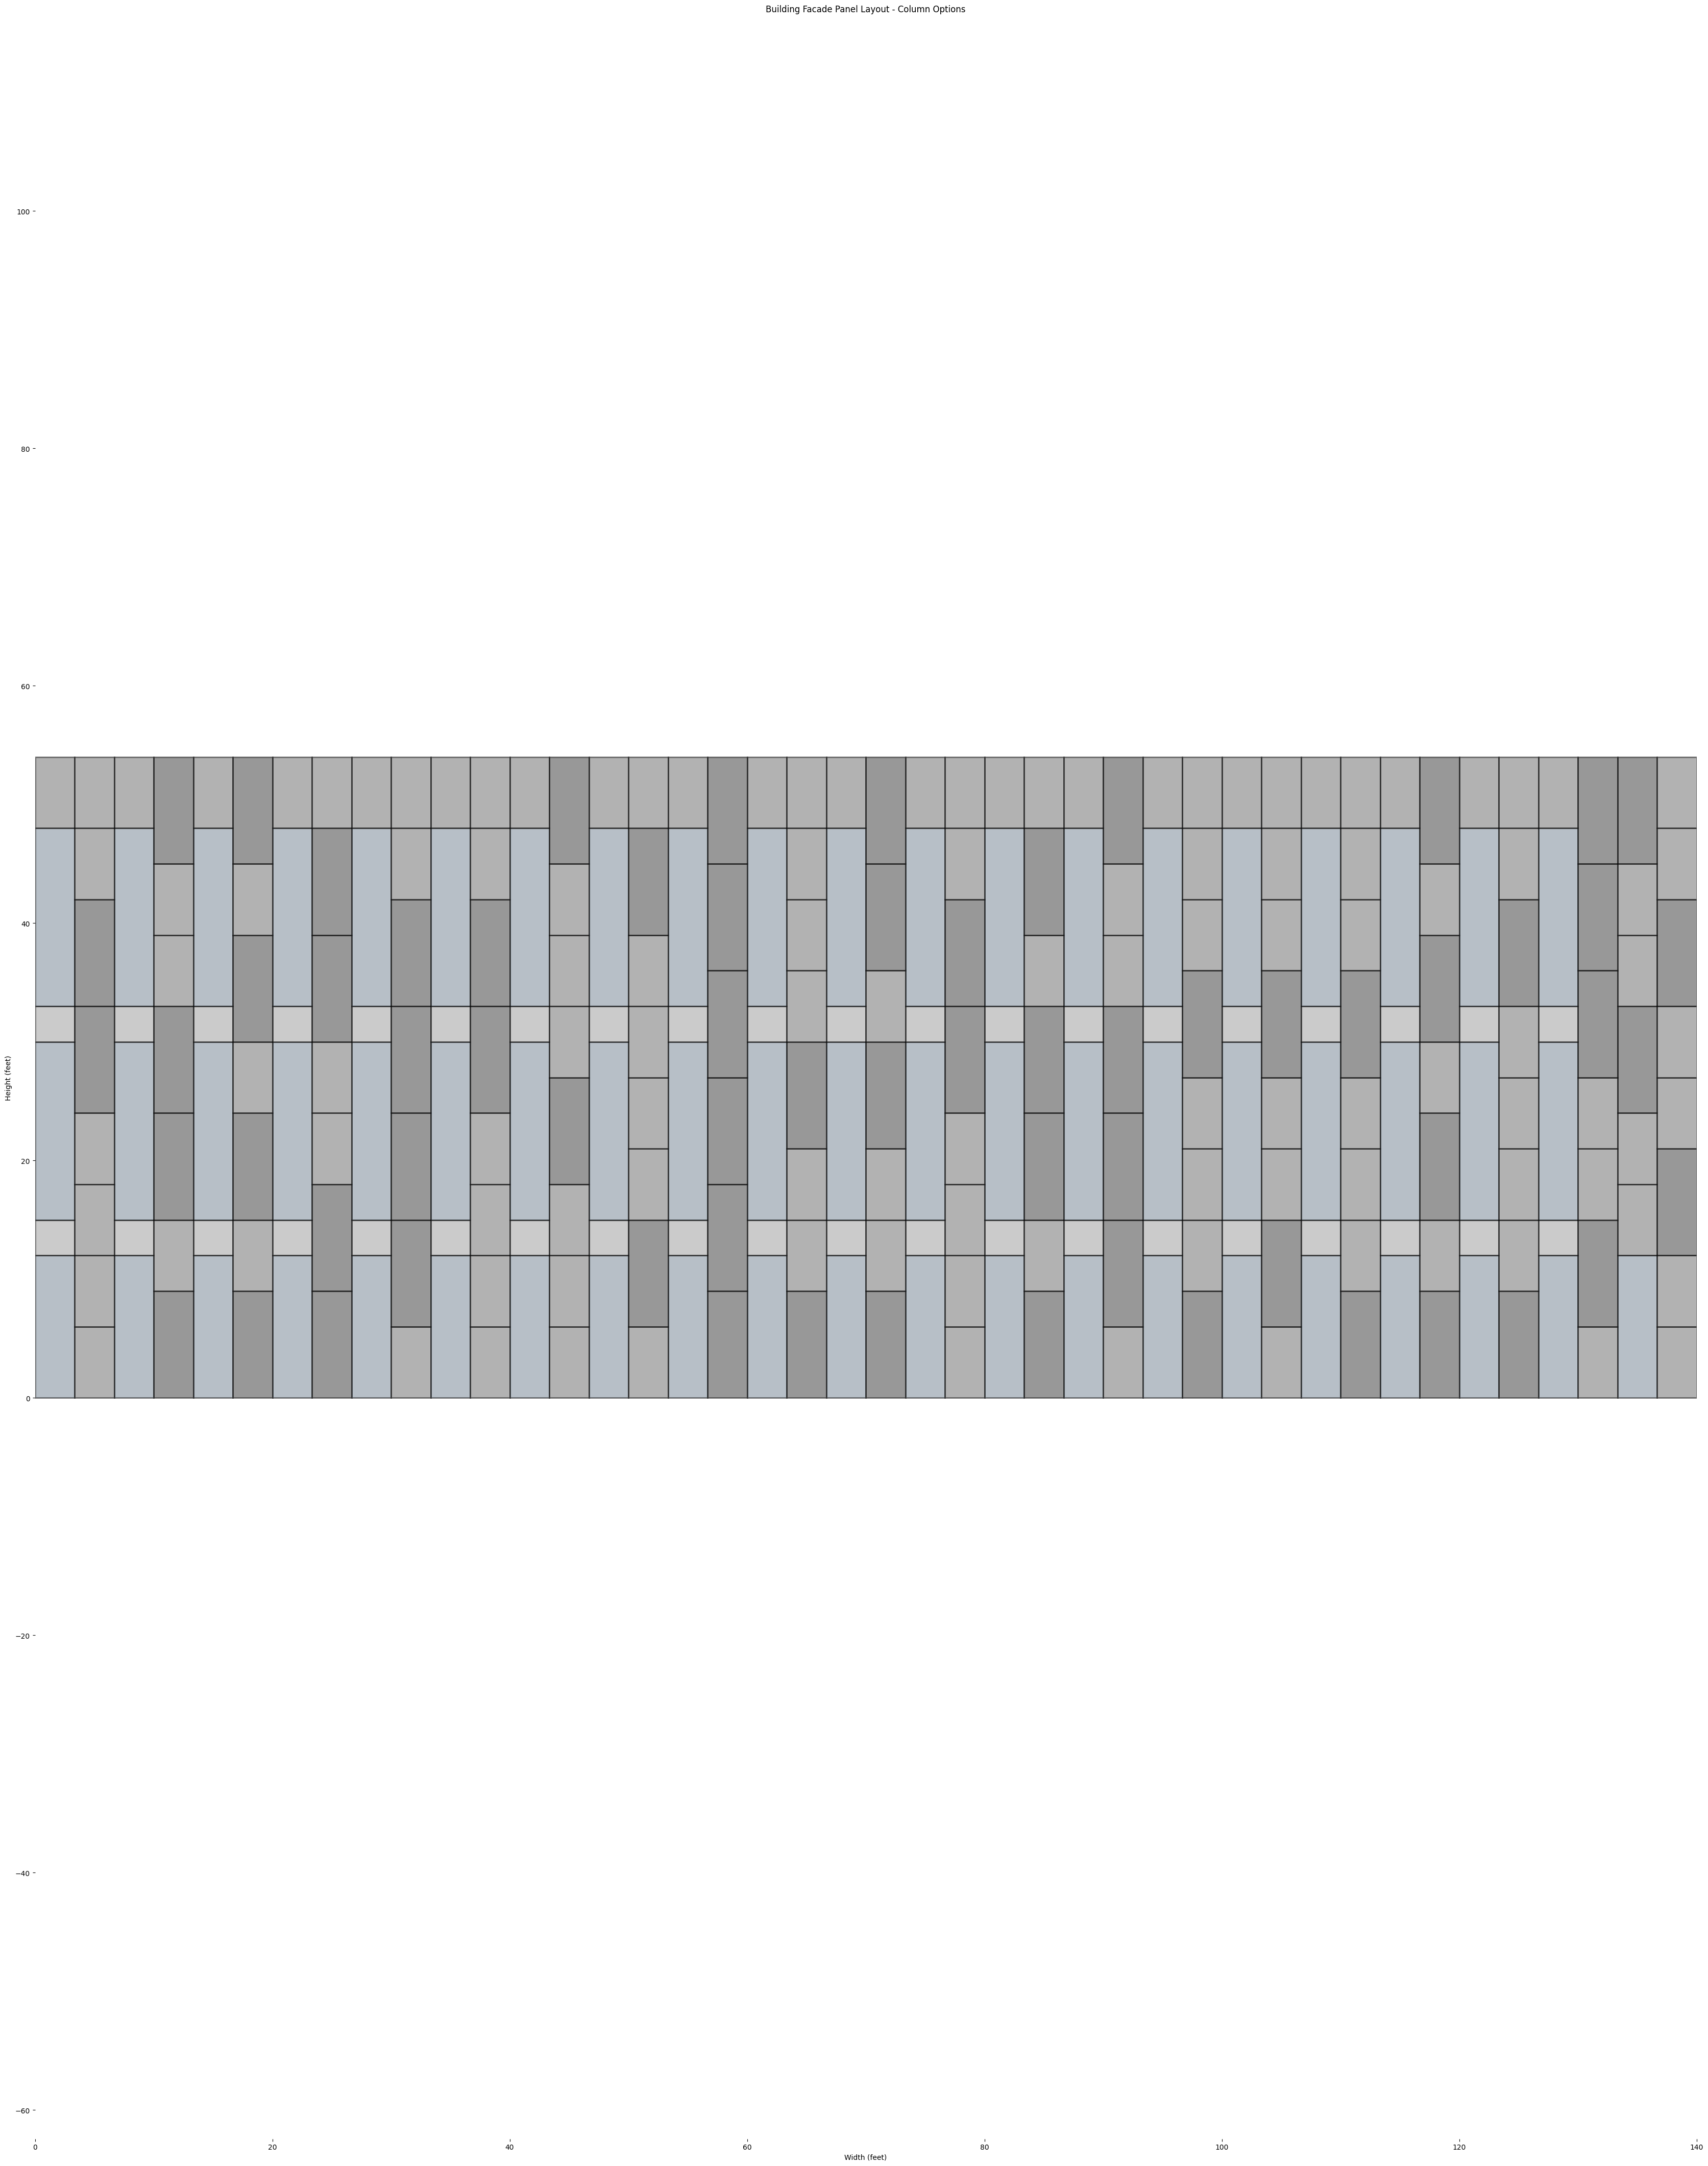 Building Facade Panel Layout - Column Options
100
80
60
40
20
0
−20
−40
−60
Height (feet)
0 20 40 60 80 100 120 140
Width (feet)